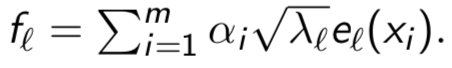 f_ℓ = ∑_{i=1}^{m} α_i √λ_ℓ e_ℓ(x_i).